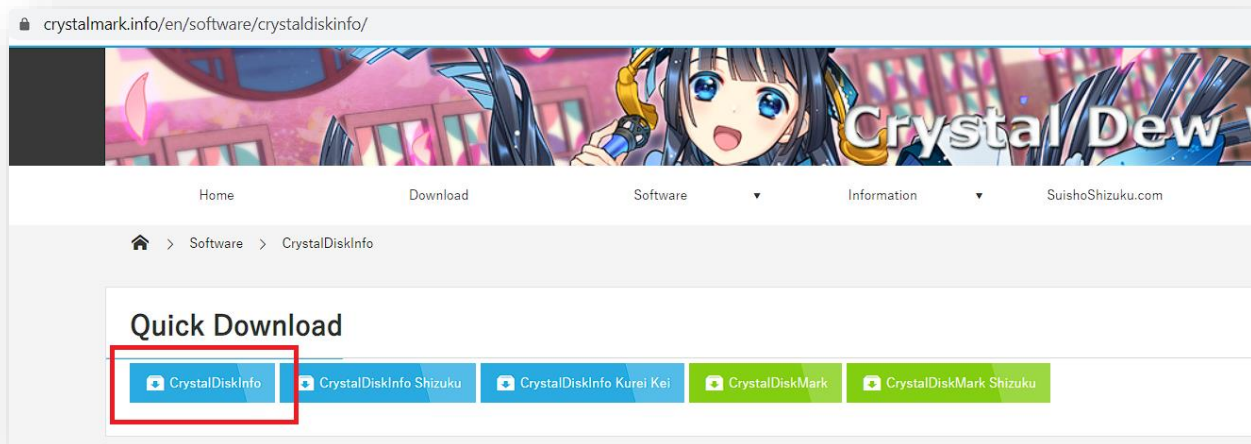 crystalmark.info/en/software/crystaldiskinfo/
Crystal Dew
Home Download Software ▼ Information ▼ SuishoShizuku.com
> Software > CrystalDiskInfo
Quick Download
CrystalDiskInfo CrystalDiskInfo Shizuku CrystalDiskInfo Kurei Kei CrystalDiskMark CrystalDiskMark Shizuku